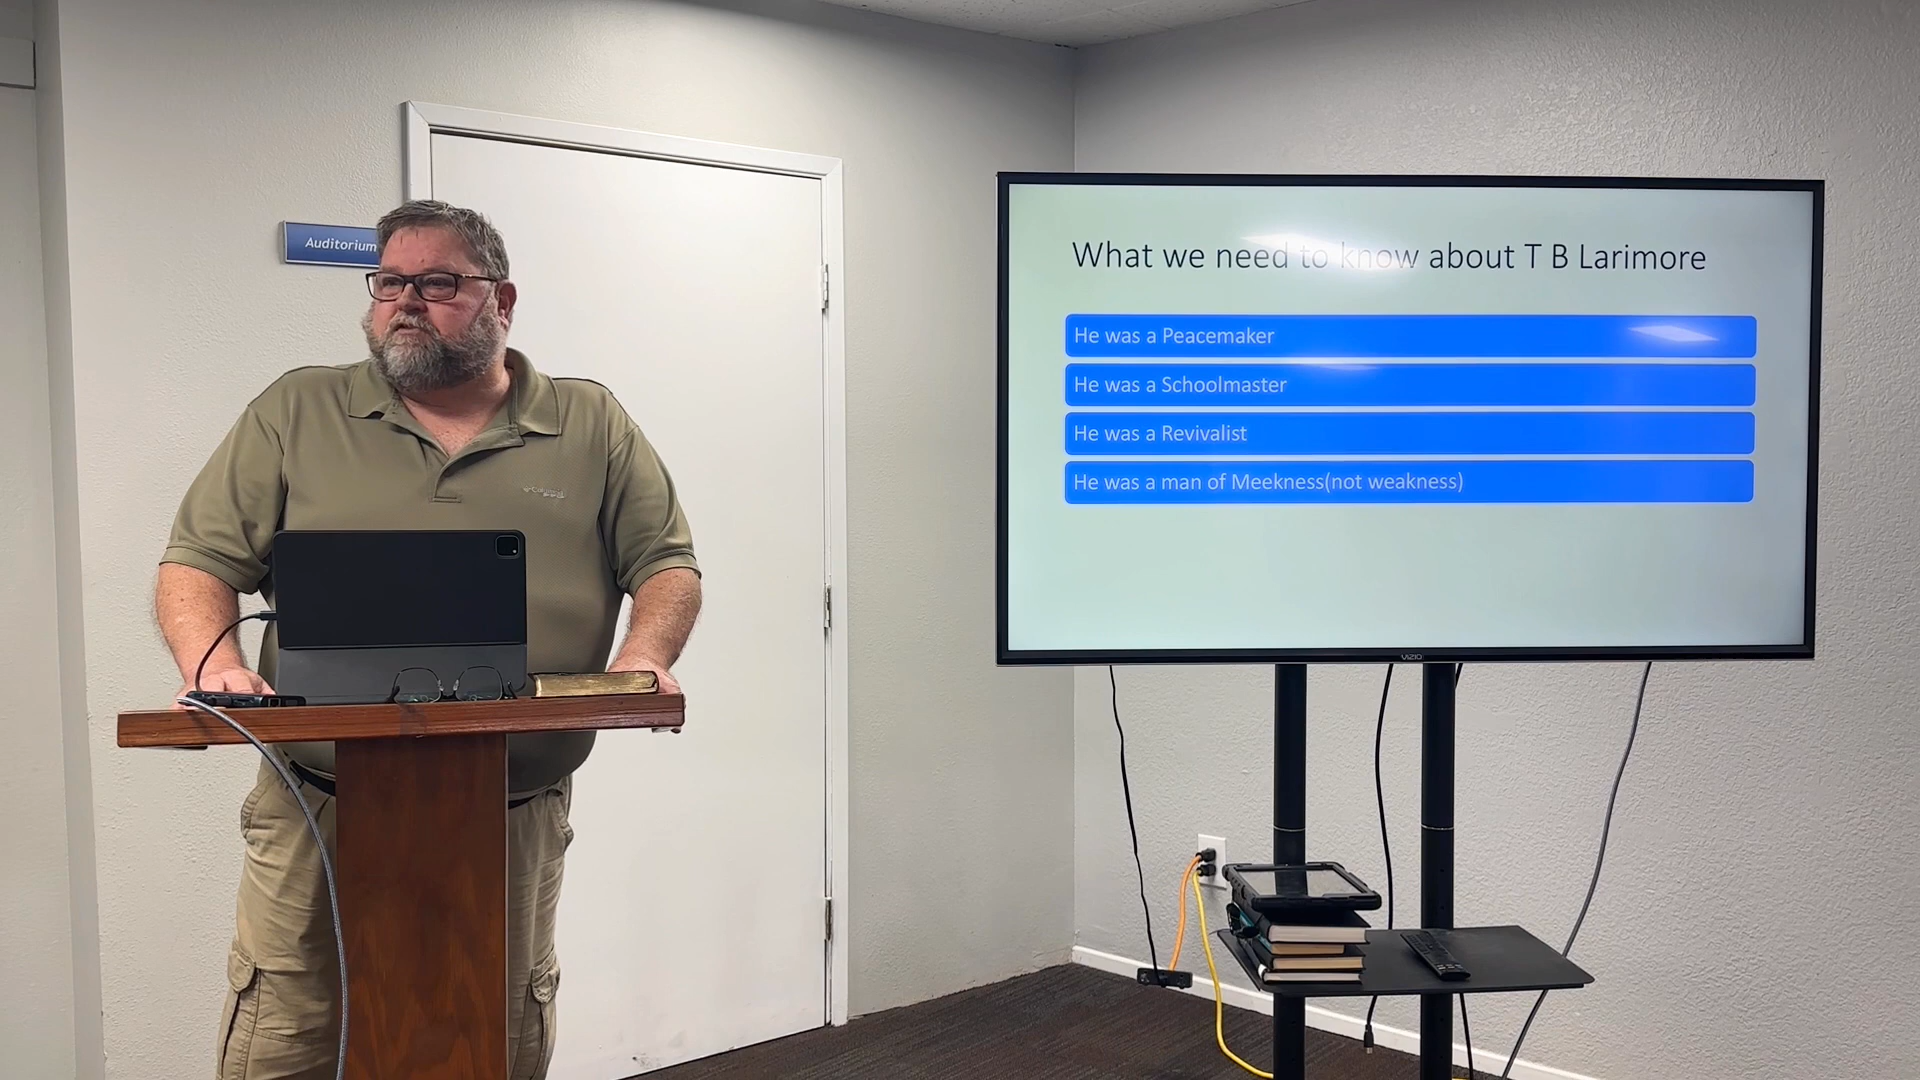 Auditorium
What we need to know about T B Larimore
He was a Peacemaker
He was a Schoolmaster
He was a Revivalist
He was a man of Meekness(not weakness)
Columbia
VIZIO